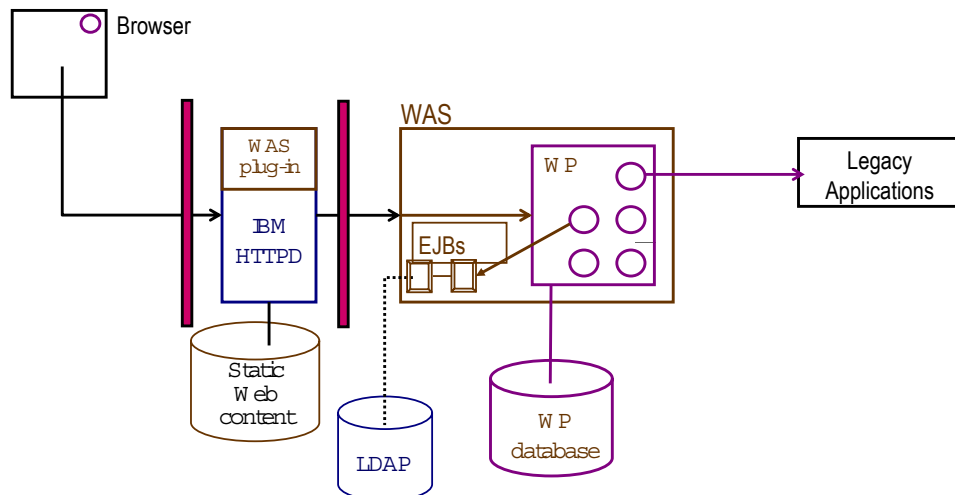 Browser
WAS
plug-in
IBM
HTTPD
Static
Web
content
WAS
EJBs
WP
LDAP
WP
database
Legacy
Applications